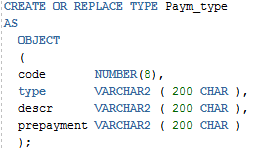 CREATE OR REPLACE TYPE Paym_type
AS
OBJECT
(
code NUMBER(8),
type VARCHAR2 ( 200 CHAR ),
descr VARCHAR2 ( 200 CHAR ),
prepayment VARCHAR2 ( 200 CHAR )
);